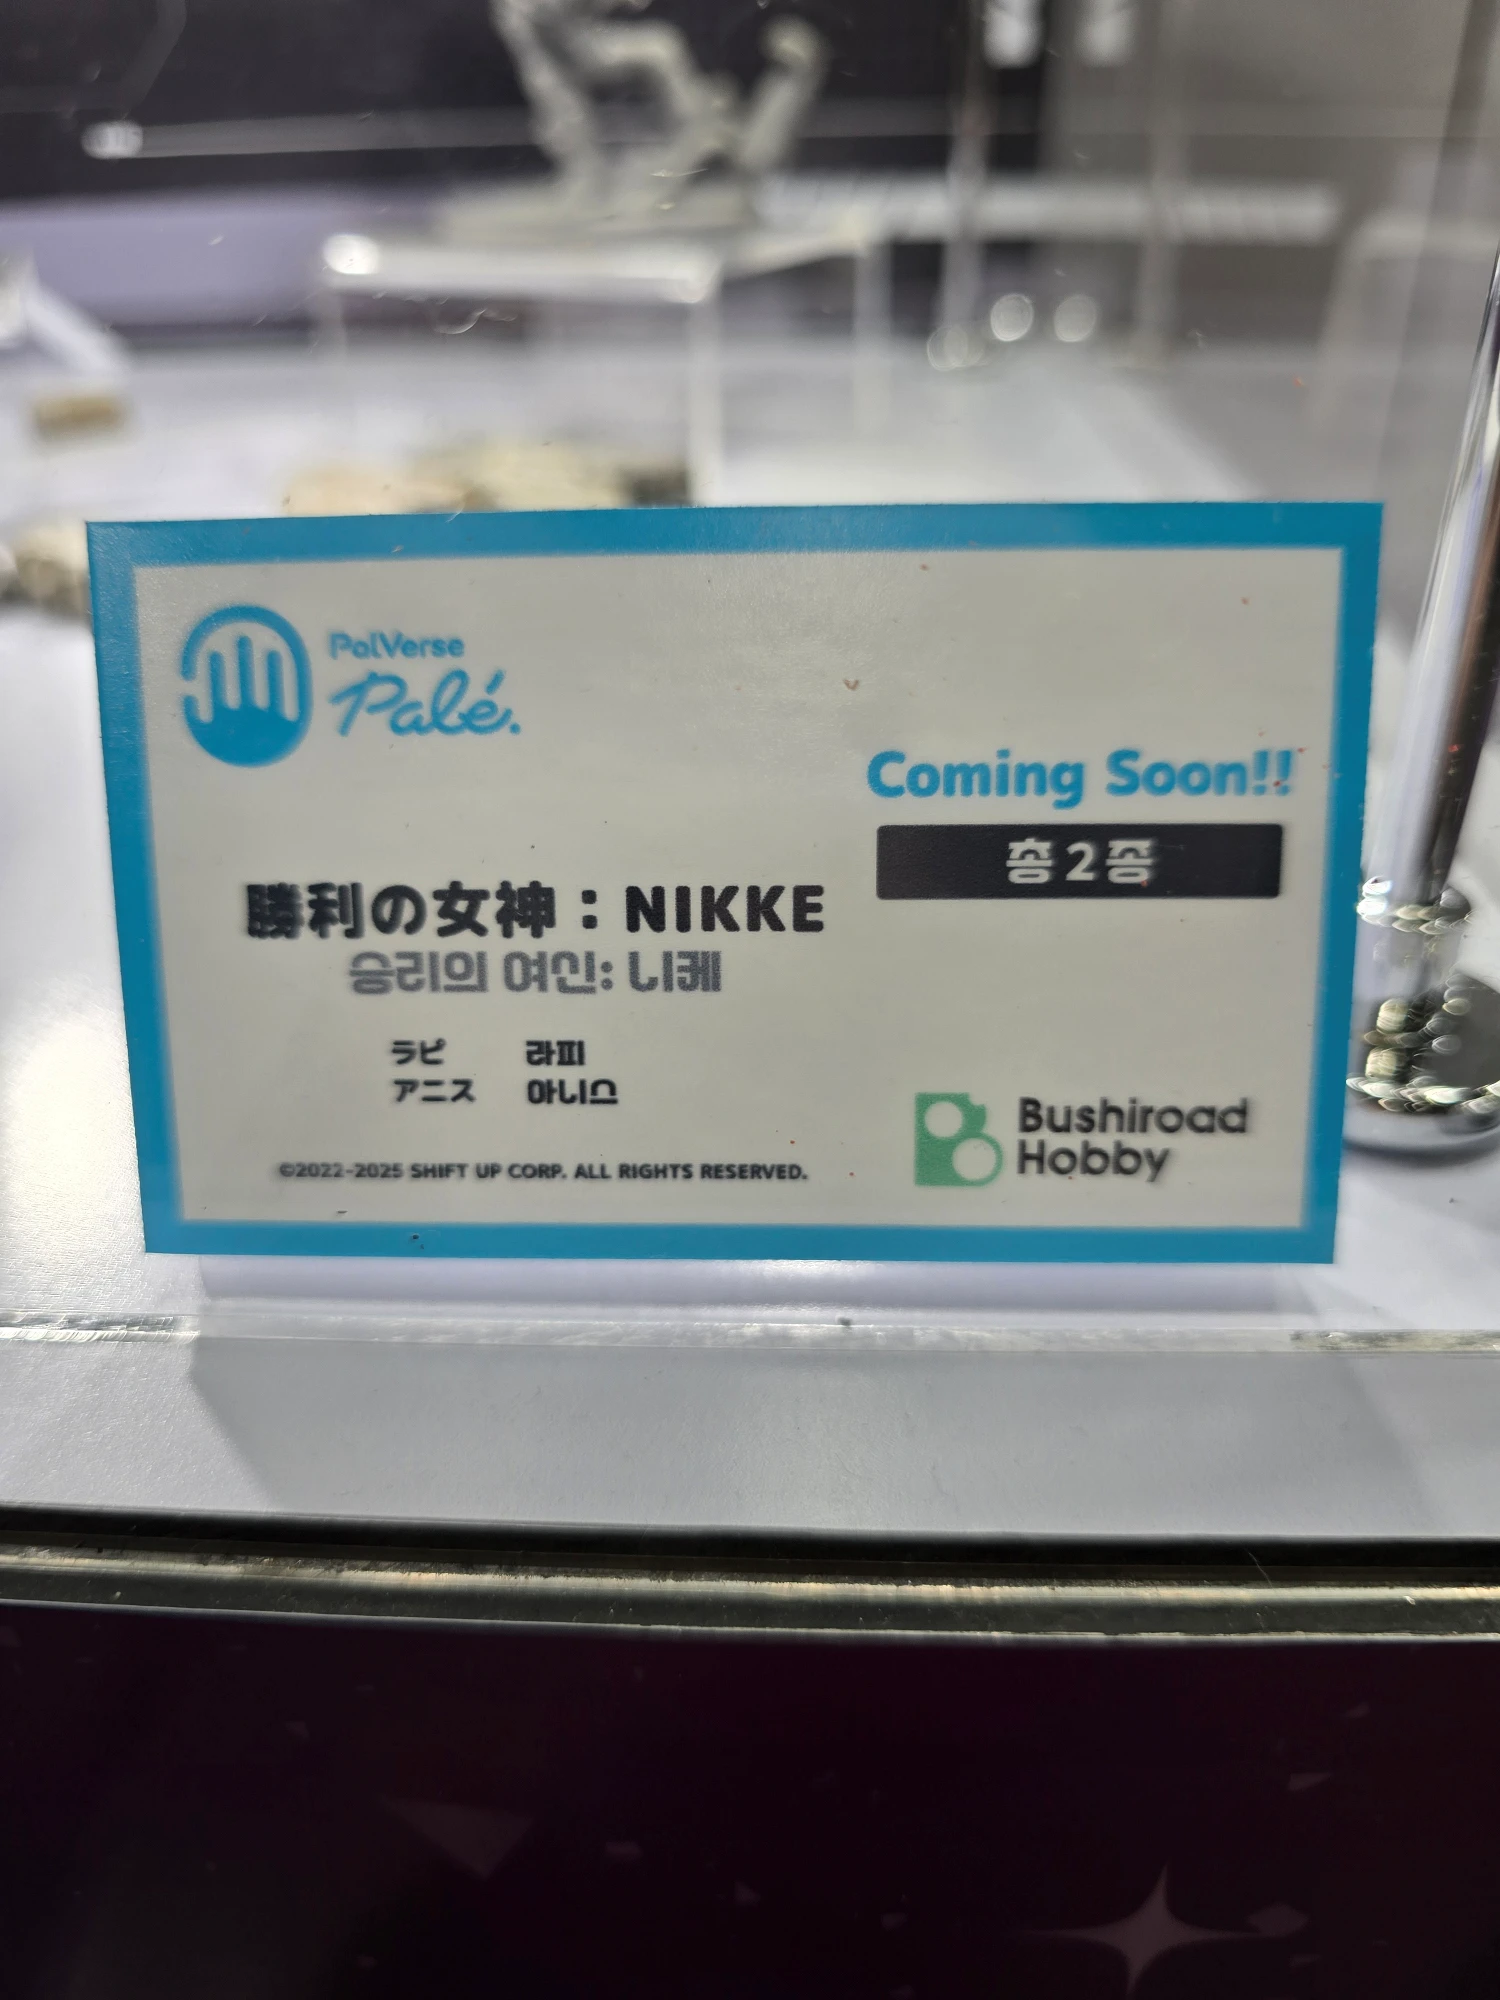 PalVerse
Palé.
Coming Soon!!
총 2 종
勝利の女神：NIKKE
승리의 여신: 니케
ラピ 라피
アニス 아니스
©2022-2025 SHIFT UP CORP. ALL RIGHTS RESERVED.
Bushiroad
Hobby